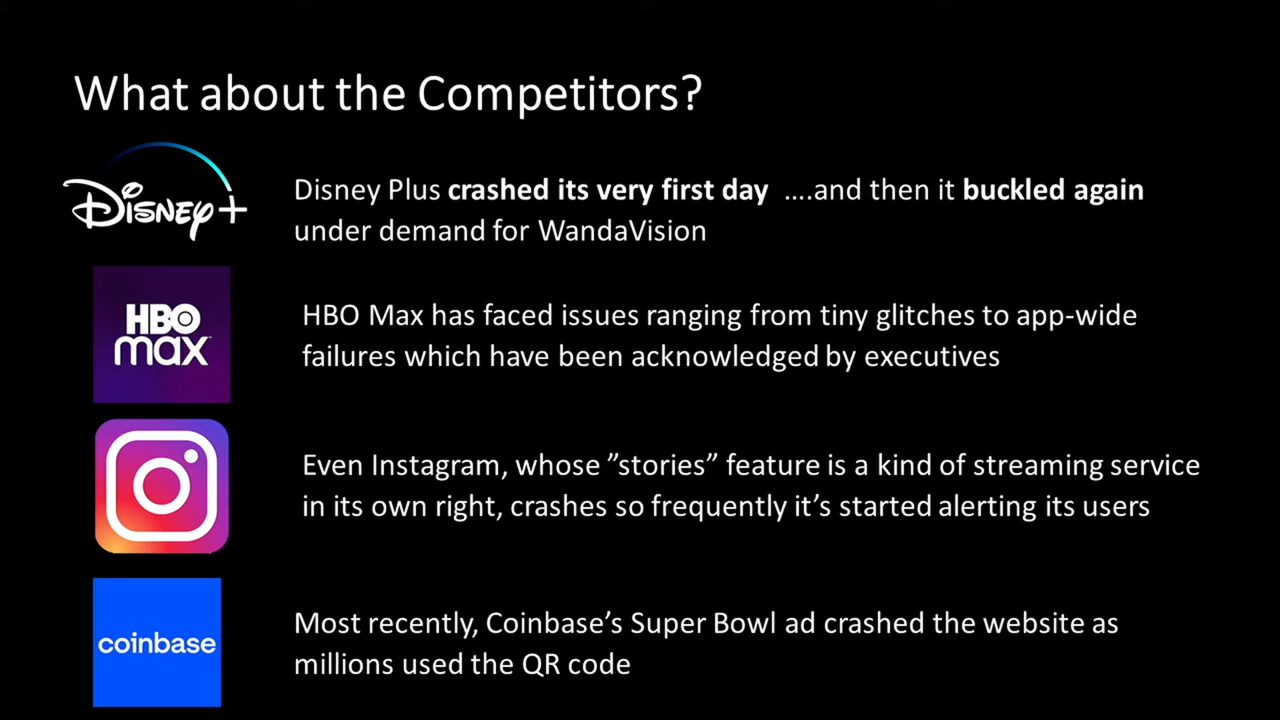 What about the Competitors?
Disney+
Disney Plus crashed its very first day ....and then it buckled again
under demand for WandaVision
HBO
max
HBO Max has faced issues ranging from tiny glitches to app-wide
failures which have been acknowledged by executives
Even Instagram, whose ”stories” feature is a kind of streaming service
in its own right, crashes so frequently it’s started alerting its users
coinbase
Most recently, Coinbase’s Super Bowl ad crashed the website as
millions used the QR code